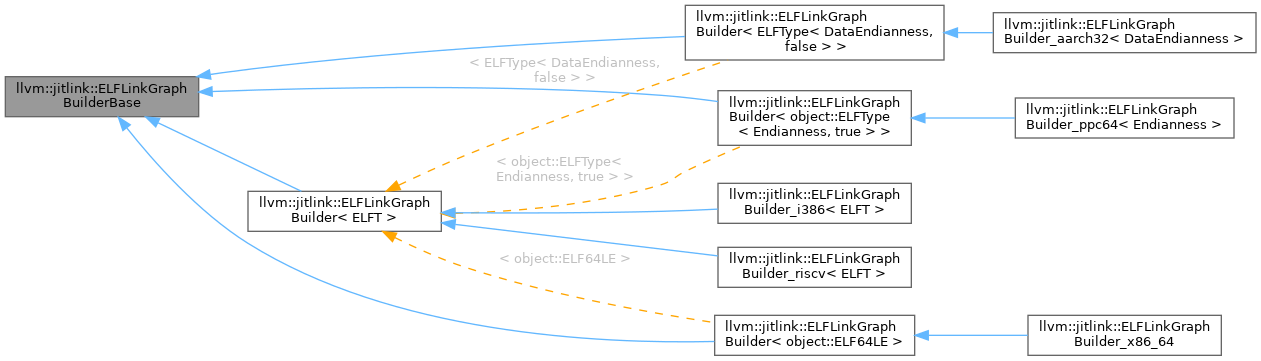 llvm::jitlink::ELFLinkGraph
BuilderBase
llvm::jitlink::ELFLinkGraph
Builder< ELFType< DataEndianness,
false > >
llvm::jitlink::ELFLinkGraph
Builder_aarch32< DataEndianness >
< ELFType< DataEndianness,
false > >
llvm::jitlink::ELFLinkGraph
Builder< object::ELFType
< Endianness, true > >
llvm::jitlink::ELFLinkGraph
Builder_ppc64< Endianness >
< object::ELFType<
Endianness, true > >
llvm::jitlink::ELFLinkGraph
Builder< ELFT >
llvm::jitlink::ELFLinkGraph
Builder_i386< ELFT >
llvm::jitlink::ELFLinkGraph
Builder_riscv< ELFT >
< object::ELF64LE >
llvm::jitlink::ELFLinkGraph
Builder< object::ELF64LE >
llvm::jitlink::ELFLinkGraph
Builder_x86_64